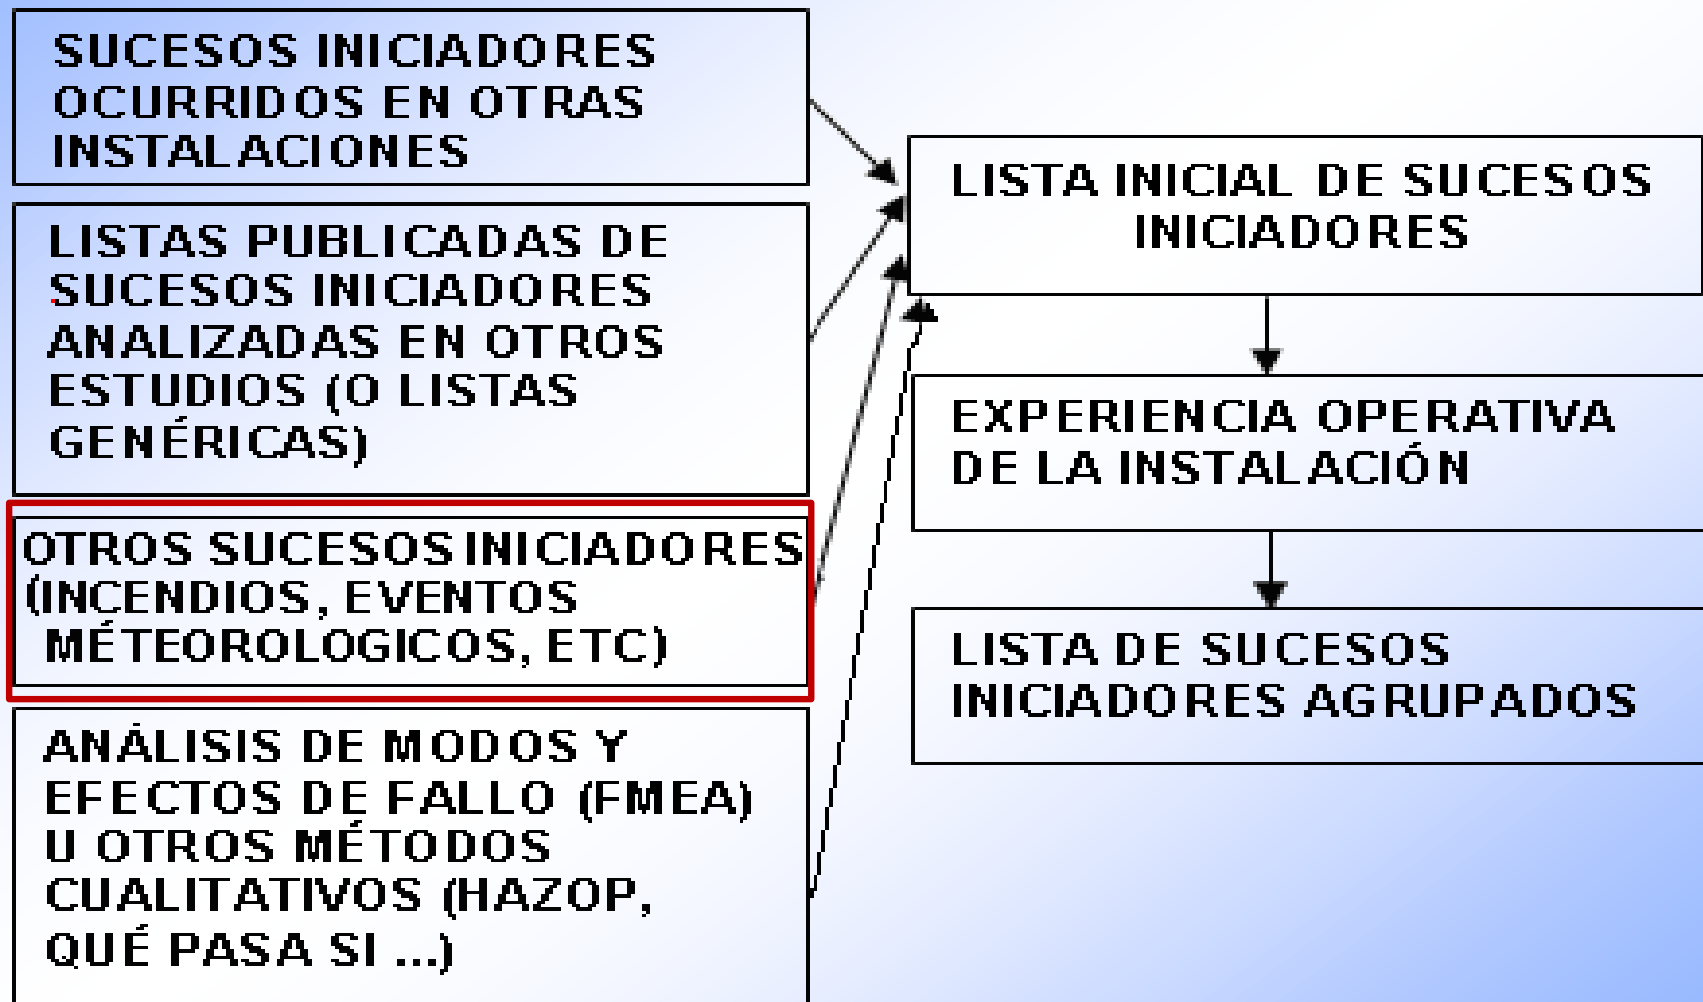 SUCESOS INICIADORES
OCURRIDOS EN OTRAS
INSTALACIONES
LISTAS PUBLICADAS DE
SUCESOS INICIADORES
ANALIZADAS EN OTROS
ESTUDIOS (O LISTAS
GENÉRICAS)
OTROS SUCESOS INICIADORES
(INCENDIOS, EVENTOS
MÉTEOROLOGICOS, ETC)
ANÁLISIS DE MODOS Y
EFECTOS DE FALLO (FMEA)
U OTROS MÉTODOS
CUALITATIVOS (HAZOP,
QUÉ PASA SI ...)
LISTA INICIAL DE SUCESOS
INICIADORES
EXPERIENCIA OPERATIVA
DE LA INSTALACIÓN
LISTA DE SUCESOS
INICIADORES AGRUPADOS